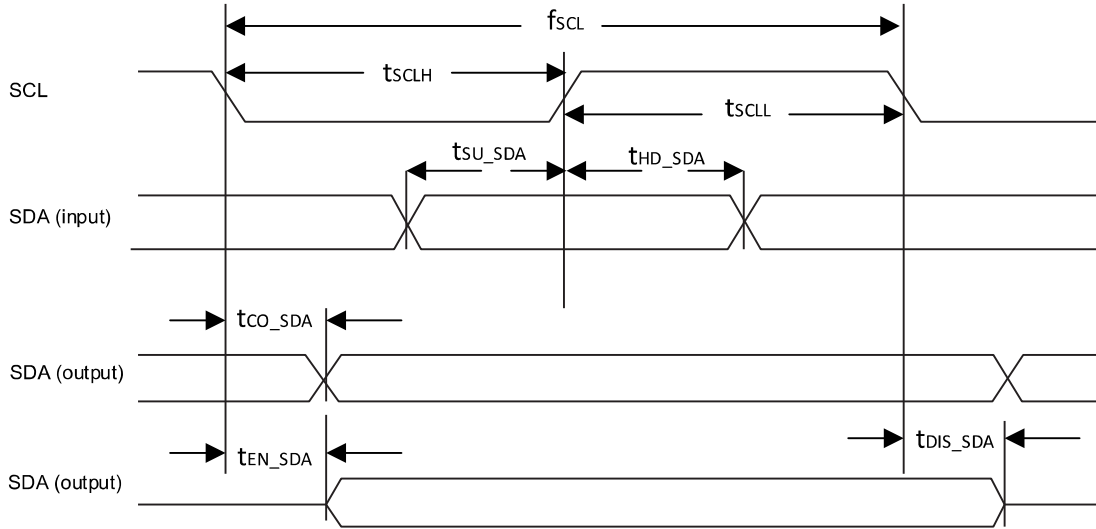 fSCL
SCL
tSCLH
tSCLL
tSU_SDA
tHD_SDA
SDA (input)
tCO_SDA
SDA (output)
tEN_SDA
tDIS_SDA
SDA (output)